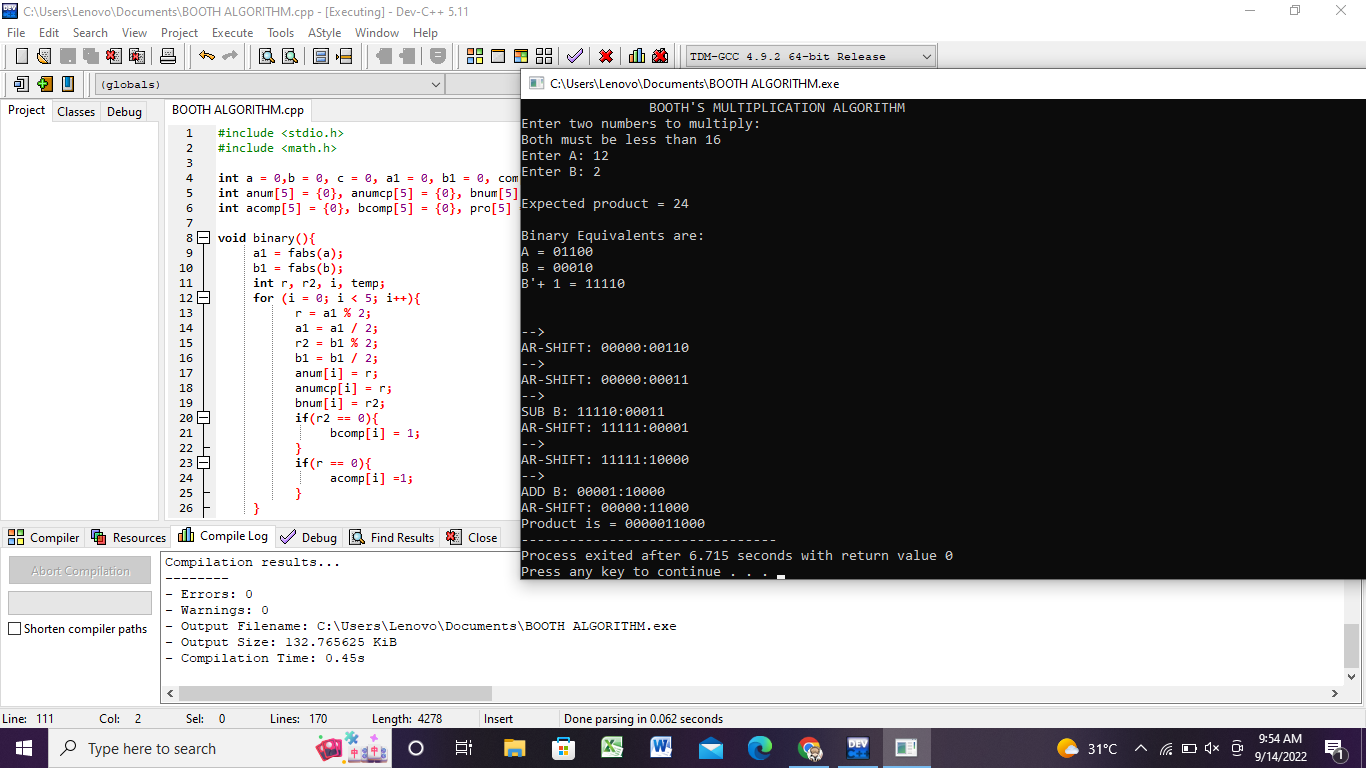 C:\Users\Lenovo\Documents\BOOTH ALGORITHM.cpp - [Executing] - Dev-C++ 5.11
File Edit Search View Project Execute Tools AStyle Window Help
TDM-GCC 4.9.2 64-bit Release
(globals)
Project Classes Debug
BOOTH ALGORITHM.cpp
1 #include <stdio.h>
2 #include <math.h>
3
4 int a = 0,b = 0, c = 0, a1 = 0, b1 = 0, com
5 int anum[5] = {0}, anumcp[5] = {0}, bnum[5]
6 int acomp[5] = {0}, bcomp[5] = {0}, pro[5]
7
8 void binary(){
9 a1 = fabs(a);
10 b1 = fabs(b);
11 int r, r2, i, temp;
12 for (i = 0; i < 5; i++){
13 r = a1 % 2;
14 a1 = a1 / 2;
15 r2 = b1 % 2;
16 b1 = b1 / 2;
17 anum[i] = r;
18 anumcp[i] = r;
19 bnum[i] = r2;
20 if(r2 == 0){
21 bcomp[i] = 1;
22 }
23 if(r == 0){
24 acomp[i] =1;
25 }
26 }
C:\Users\Lenovo\Documents\BOOTH ALGORITHM.exe
BOOTH'S MULTIPLICATION ALGORITHM
Enter two numbers to multiply:
Both must be less than 16
Enter A: 12
Enter B: 2
Expected product = 24
Binary Equivalents are:
A = 01100
B = 00010
B'+ 1 = 11110
-->
AR-SHIFT: 00000:00110
-->
AR-SHIFT: 00000:00011
-->
SUB B: 11110:00011
AR-SHIFT: 11111:00001
-->
AR-SHIFT: 11111:10000
-->
ADD B: 00001:10000
AR-SHIFT: 00000:11000
Product is = 0000011000
--------------------------------
Process exited after 6.715 seconds with return value 0
Press any key to continue . . .
Compiler Resources Compile Log Debug Find Results Close
Abort Compilation
Shorten compiler paths
Compilation results...
--------
- Errors: 0
- Warnings: 0
- Output Filename: C:\Users\Lenovo\Documents\BOOTH ALGORITHM.exe
- Output Size: 132.765625 KiB
- Compilation Time: 0.45s
Line: 111 Col: 2 Sel: 0 Lines: 170 Length: 4278 Insert Done parsing in 0.062 seconds
Type here to search
31°C
9:54 AM
9/14/2022
1